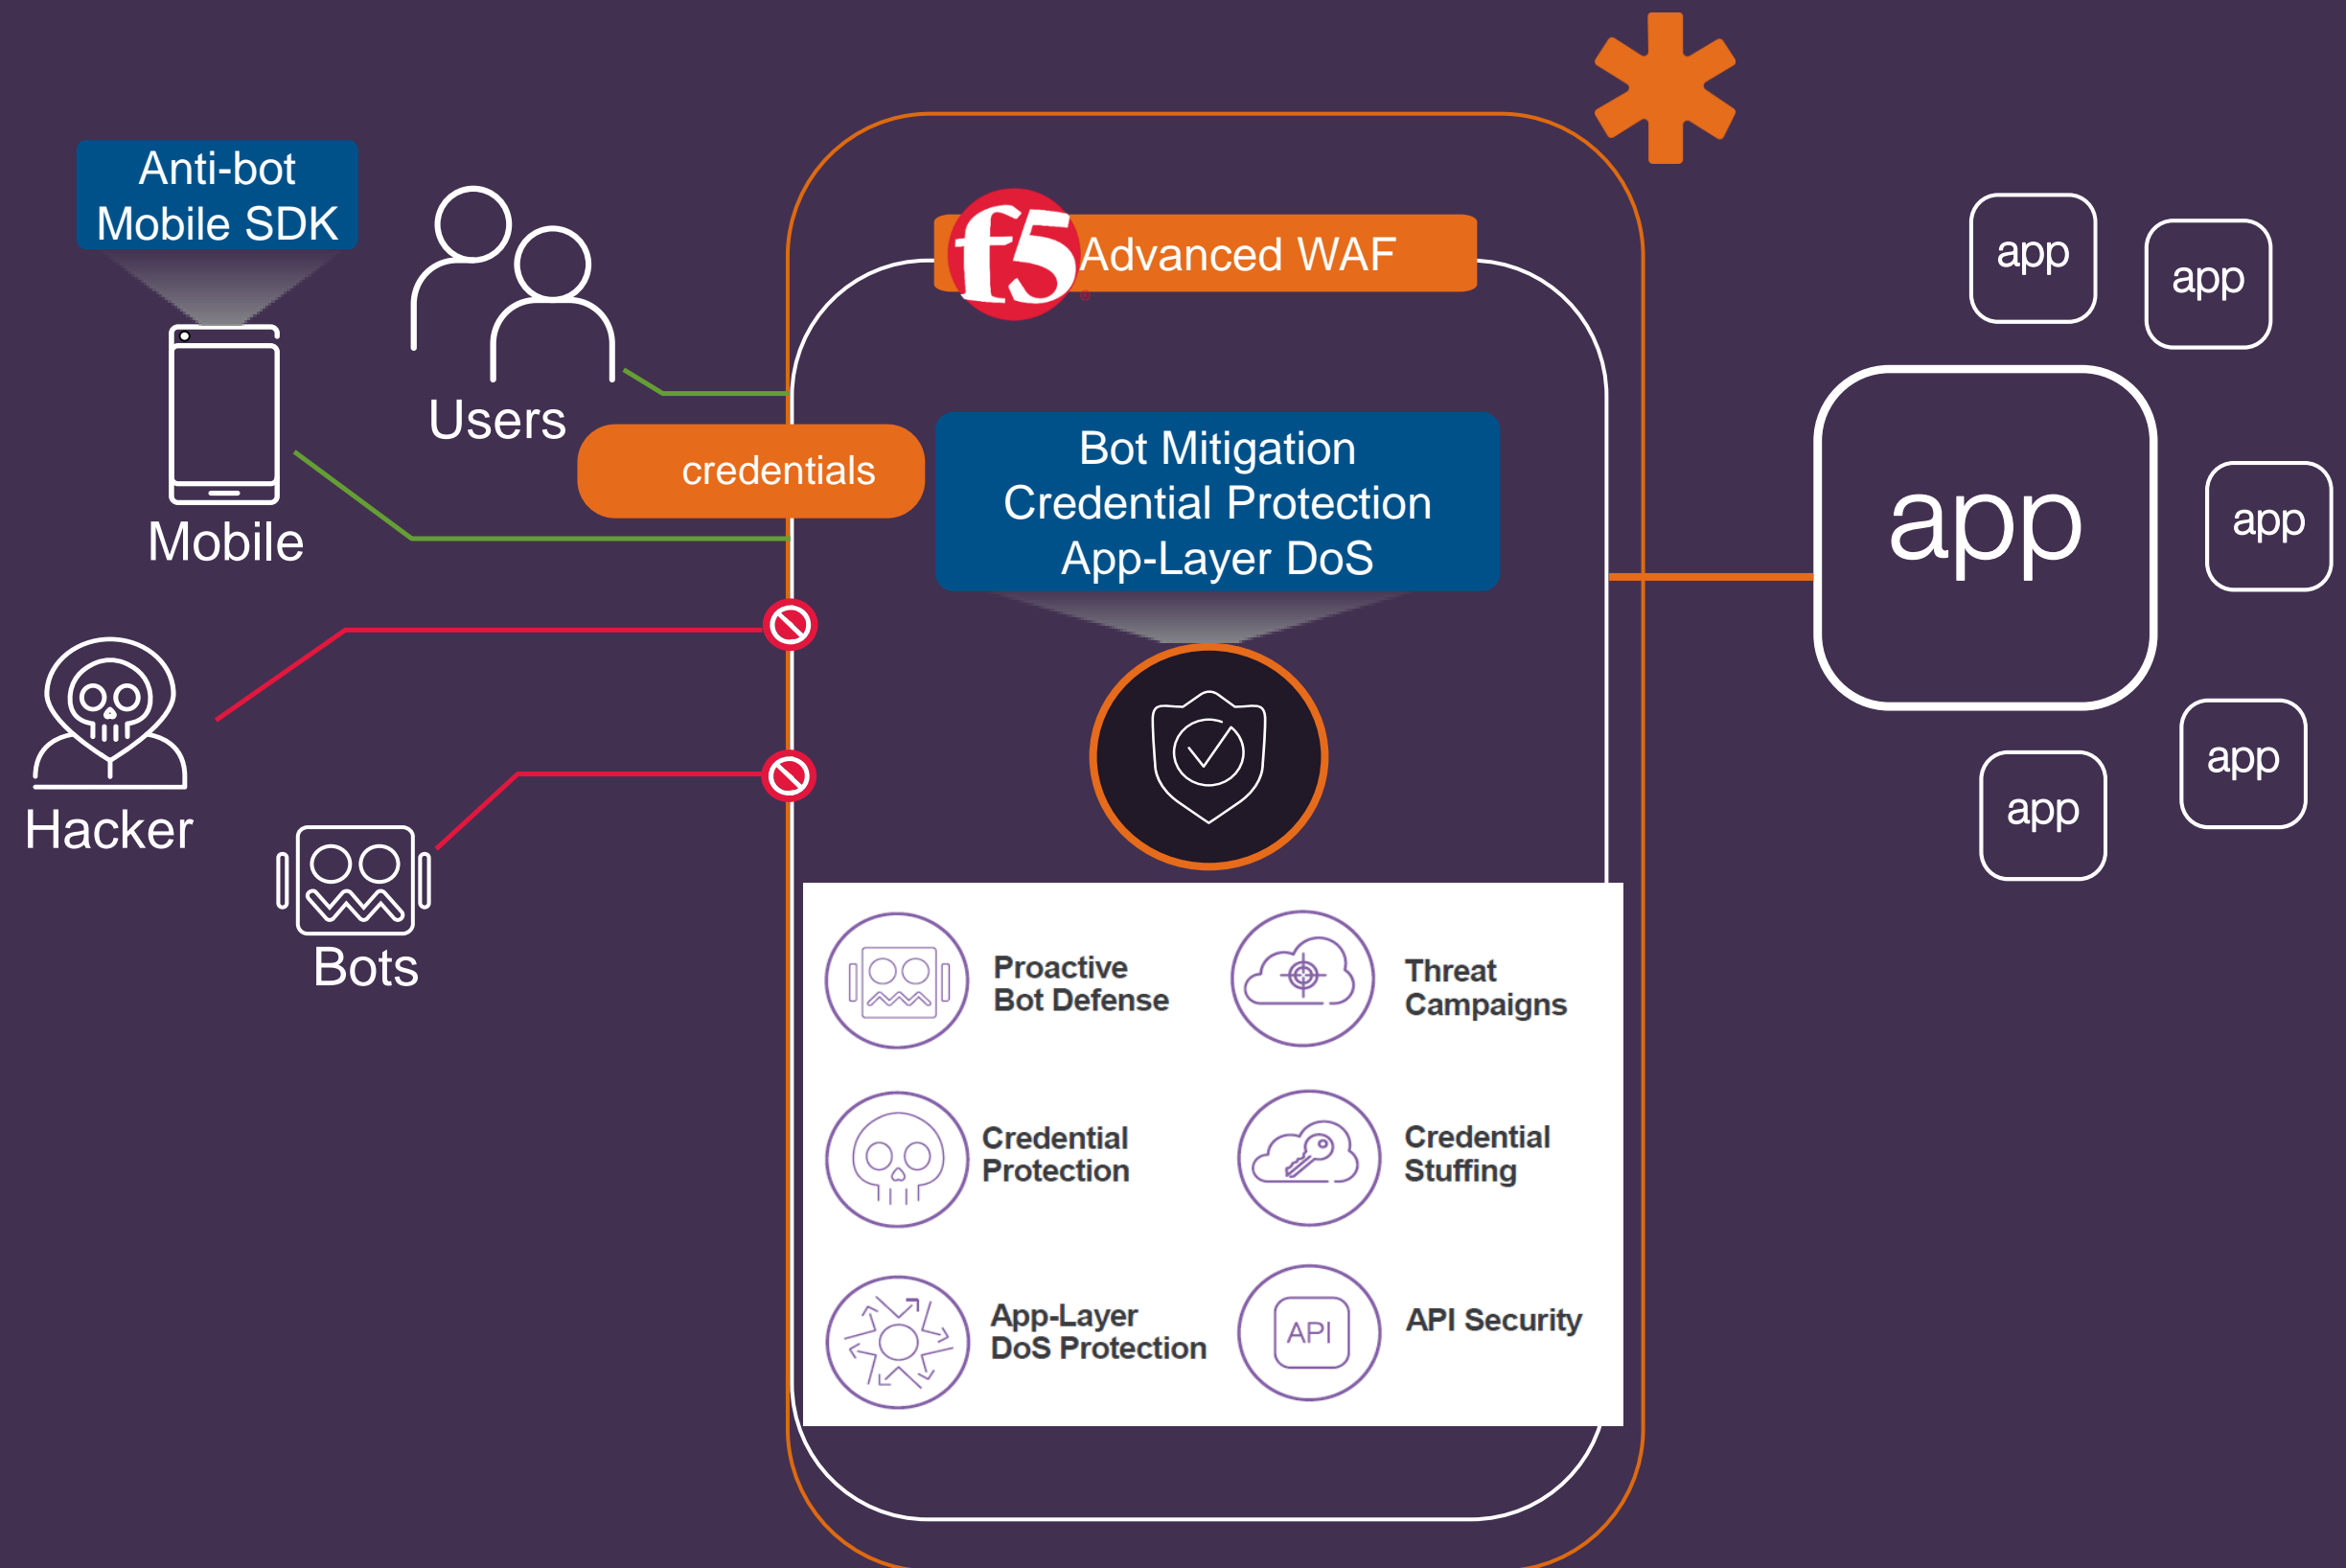 Anti-bot
Mobile SDK
Users
Mobile
Hacker
Bots
credentials
f5® Advanced WAF
Bot Mitigation
Credential Protection
App-Layer DoS
Proactive
Bot Defense
Threat
Campaigns
Credential
Protection
Credential
Stuffing
App-Layer
DoS Protection
API
API Security
app
app
app
app
app
app